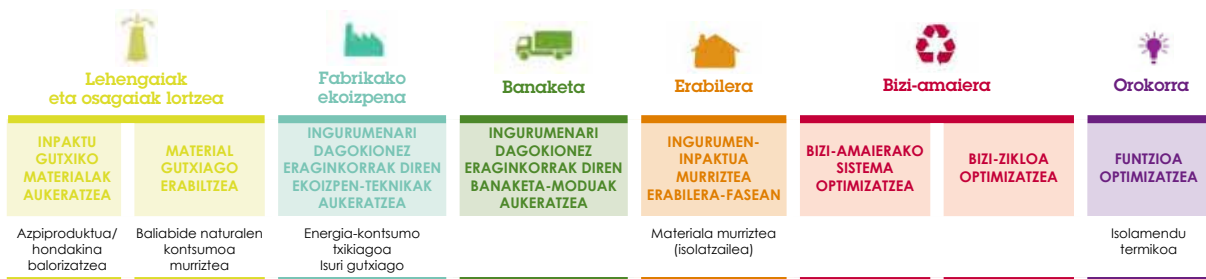 Lehengaiak
eta osagaiak lortzea
Fabrikako
ekoizpena
Banaketa
Erabilera
Bizi-amaiera
Orokorra
INPAKTU
GUTXIKO
MATERIALAK
AUKERATZEA
MATERIAL
GUTXIAGO
ERABILTZEA
INGURUMENARI
DAGOKIONEZ
ERAGINKORRAK DIREN
EKOIZPEN-TEKNIKAK
AUKERATZEA
INGURUMENARI
DAGOKIONEZ
ERAGINKORRAK DIREN
BANAKETA-MODUAK
AUKERATZEA
INGURUMEN-
INPAKTUA
MURRIZTEA
ERABILERA-FASEAN
BIZI-AMAIERAKO
SISTEMA
OPTIMIZATZEA
BIZI-ZIKLOA
OPTIMIZATZEA
FUNTZIOA
OPTIMIZATZEA
Azpiproduktua/
hondakina
balorizatzea
Baliabide naturalen
kontsumoa
murriztea
Energia-kontsumo
txikiagoa
Isuri gutxiago
Materiala murriztea
(isolatzailea)
Isolamendu
termikoa